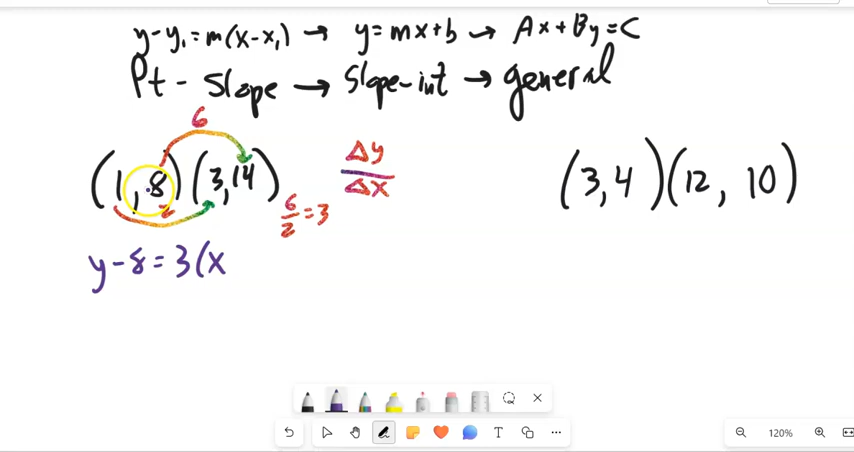 y-y₁=m(x-x₁) → y=mx+b → Ax+By=C
Pt-Slope → Slope-int → general
6
(1,8)(3,14)
2
6/2=3
Δy/Δx
(3,4)(12, 10)
y-8=3(x
120%